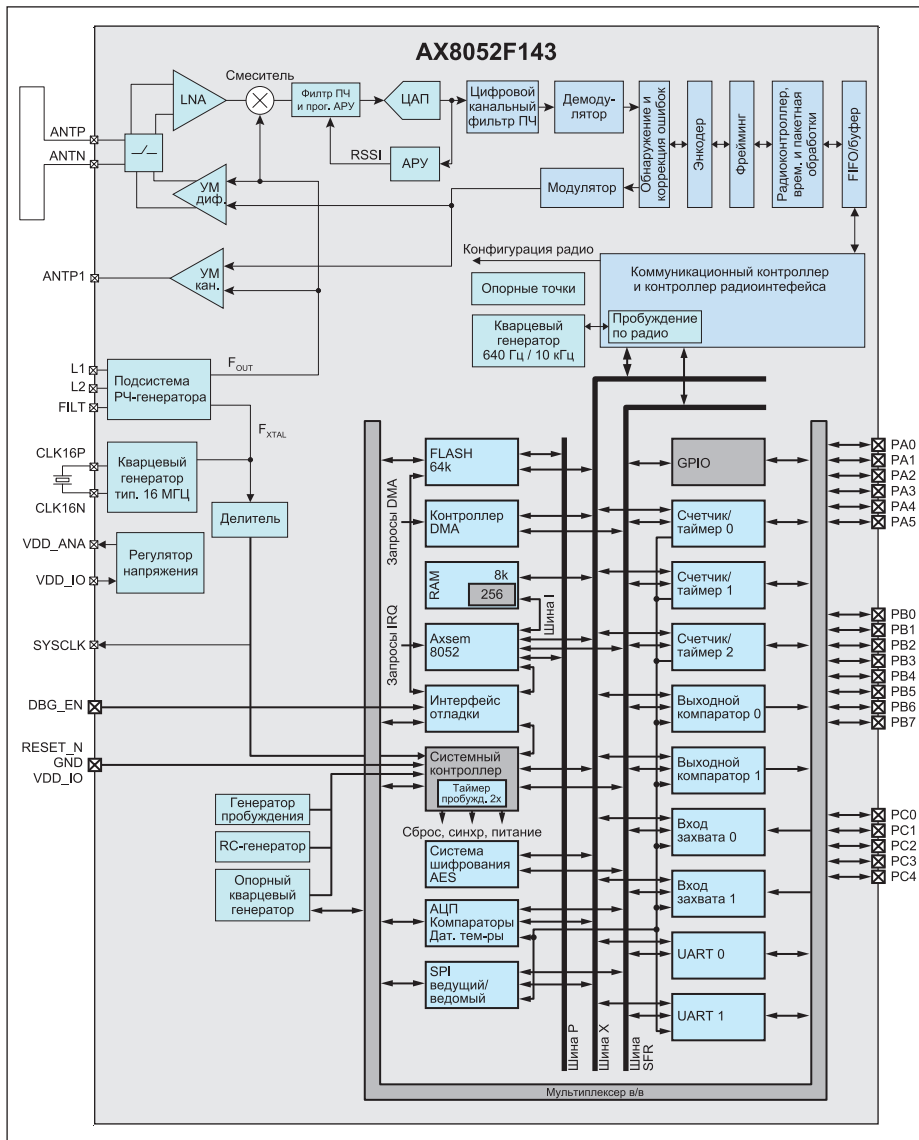 AX8052F143
Смеситель
LNA
Фильтр ПЧ
и прог. АРУ
ЦАП
Цифровой
канальный
фильтр ПЧ
Демоду-
лятор
Обнаружение и
коррекция ошибок
Энкодер
Фрейминг
Радиоконтроллер,
врем. и пакетная
обработки
FIFO/буфер
ANTP
ANTN
RSSI
АРУ
УМ
диф.
Модулятор
ANTP1
УМ
кан.
Конфигурация радио
Коммуникационный контроллер
и контроллер радиоинтефейса
Опорные точки
Кварцевый
генератор
640 Гц / 10 кГц
Пробуждение
по радио
L1
L2
FILT
Подсистема
РЧ-генератора
FOUT
FXTAL
CLK16P
CLK16N
Кварцевый
генератор
тип. 16 МГЦ
Делитель
VDD_ANA
VDD_IO
Регулятор
напряжения
SYSCLK
DBG_EN
RESET_N
GND
VDD_IO
Генератор
пробуждения
RC-генератор
Опорный
кварцевый
генератор
Запросы DMA
Запросы IRQ
FLASH
64k
Контроллер
DMA
RAM
8k
256
Шина I
Axsem
8052
Интерфейс
отладки
Системный
контроллер
Таймер
пробужд. 2x
Сброс, синхр, питание
Система
шифрования
AES
АЦП
Компараторы
Дат. тем-ры
SPI
ведущий/
ведомый
Шина P
Шина X
Шина
SFR
GPIO
Счетчик/
таймер 0
Счетчик/
таймер 1
Счетчик/
таймер 2
Выходной
компаратор 0
Выходной
компаратор 1
Вход
захвата 0
Вход
захвата 1
UART 0
UART 1
Мультиплексер в/в
PA0
PA1
PA2
PA3
PA4
PA5
PB0
PB1
PB2
PB3
PB4
PB5
PB6
PB7
PC0
PC1
PC2
PC3
PC4